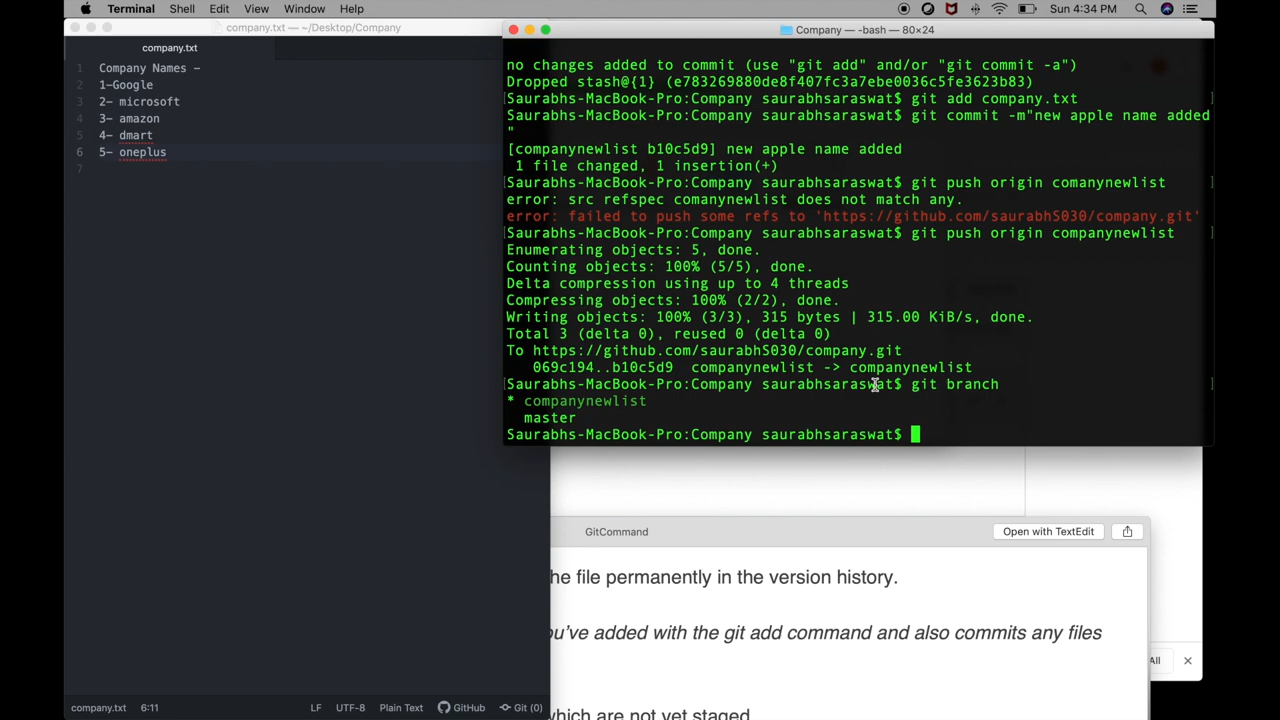 Terminal Shell Edit View Window Help
Sun 4:34 PM
company.txt — ~/Desktop/Company
company.txt
1 Company Names -
2 1-Google
3 2- microsoft
4 3- amazon
5 4- dmart
6 5- oneplus
7
company.txt 6:11
LF UTF-8 Plain Text GitHub Git (0)
Company — -bash — 80×24
no changes added to commit (use "git add" and/or "git commit -a")
Dropped stash@{1} (e783269880de8f407fc3a7ebe0036c5fe3623b83)
[Saurabhs-MacBook-Pro:Company saurabhsaraswat$ git add company.txt ]
[Saurabhs-MacBook-Pro:Company saurabhsaraswat$ git commit -m"new apple name added
"
[companynewlist b10c5d9] new apple name added
1 file changed, 1 insertion(+)
[Saurabhs-MacBook-Pro:Company saurabhsaraswat$ git push origin comanynewlist ]
error: src refspec comanynewlist does not match any.
error: failed to push some refs to 'https://github.com/saurabhS030/company.git'
[Saurabhs-MacBook-Pro:Company saurabhsaraswat$ git push origin companynewlist ]
Enumerating objects: 5, done.
Counting objects: 100% (5/5), done.
Delta compression using up to 4 threads
Compressing objects: 100% (2/2), done.
Writing objects: 100% (3/3), 315 bytes | 315.00 KiB/s, done.
Total 3 (delta 0), reused 0 (delta 0)
To https://github.com/saurabhS030/company.git
069c194..b10c5d9 companynewlist -> companynewlist
[Saurabhs-MacBook-Pro:Company saurabhsaraswat$ git branch ]
* companynewlist
master
Saurabhs-MacBook-Pro:Company saurabhsaraswat$
GitCommand
Open with TextEdit
he file permanently in the version history.
ou've added with the git add command and also commits any files
which are not yet staged
All